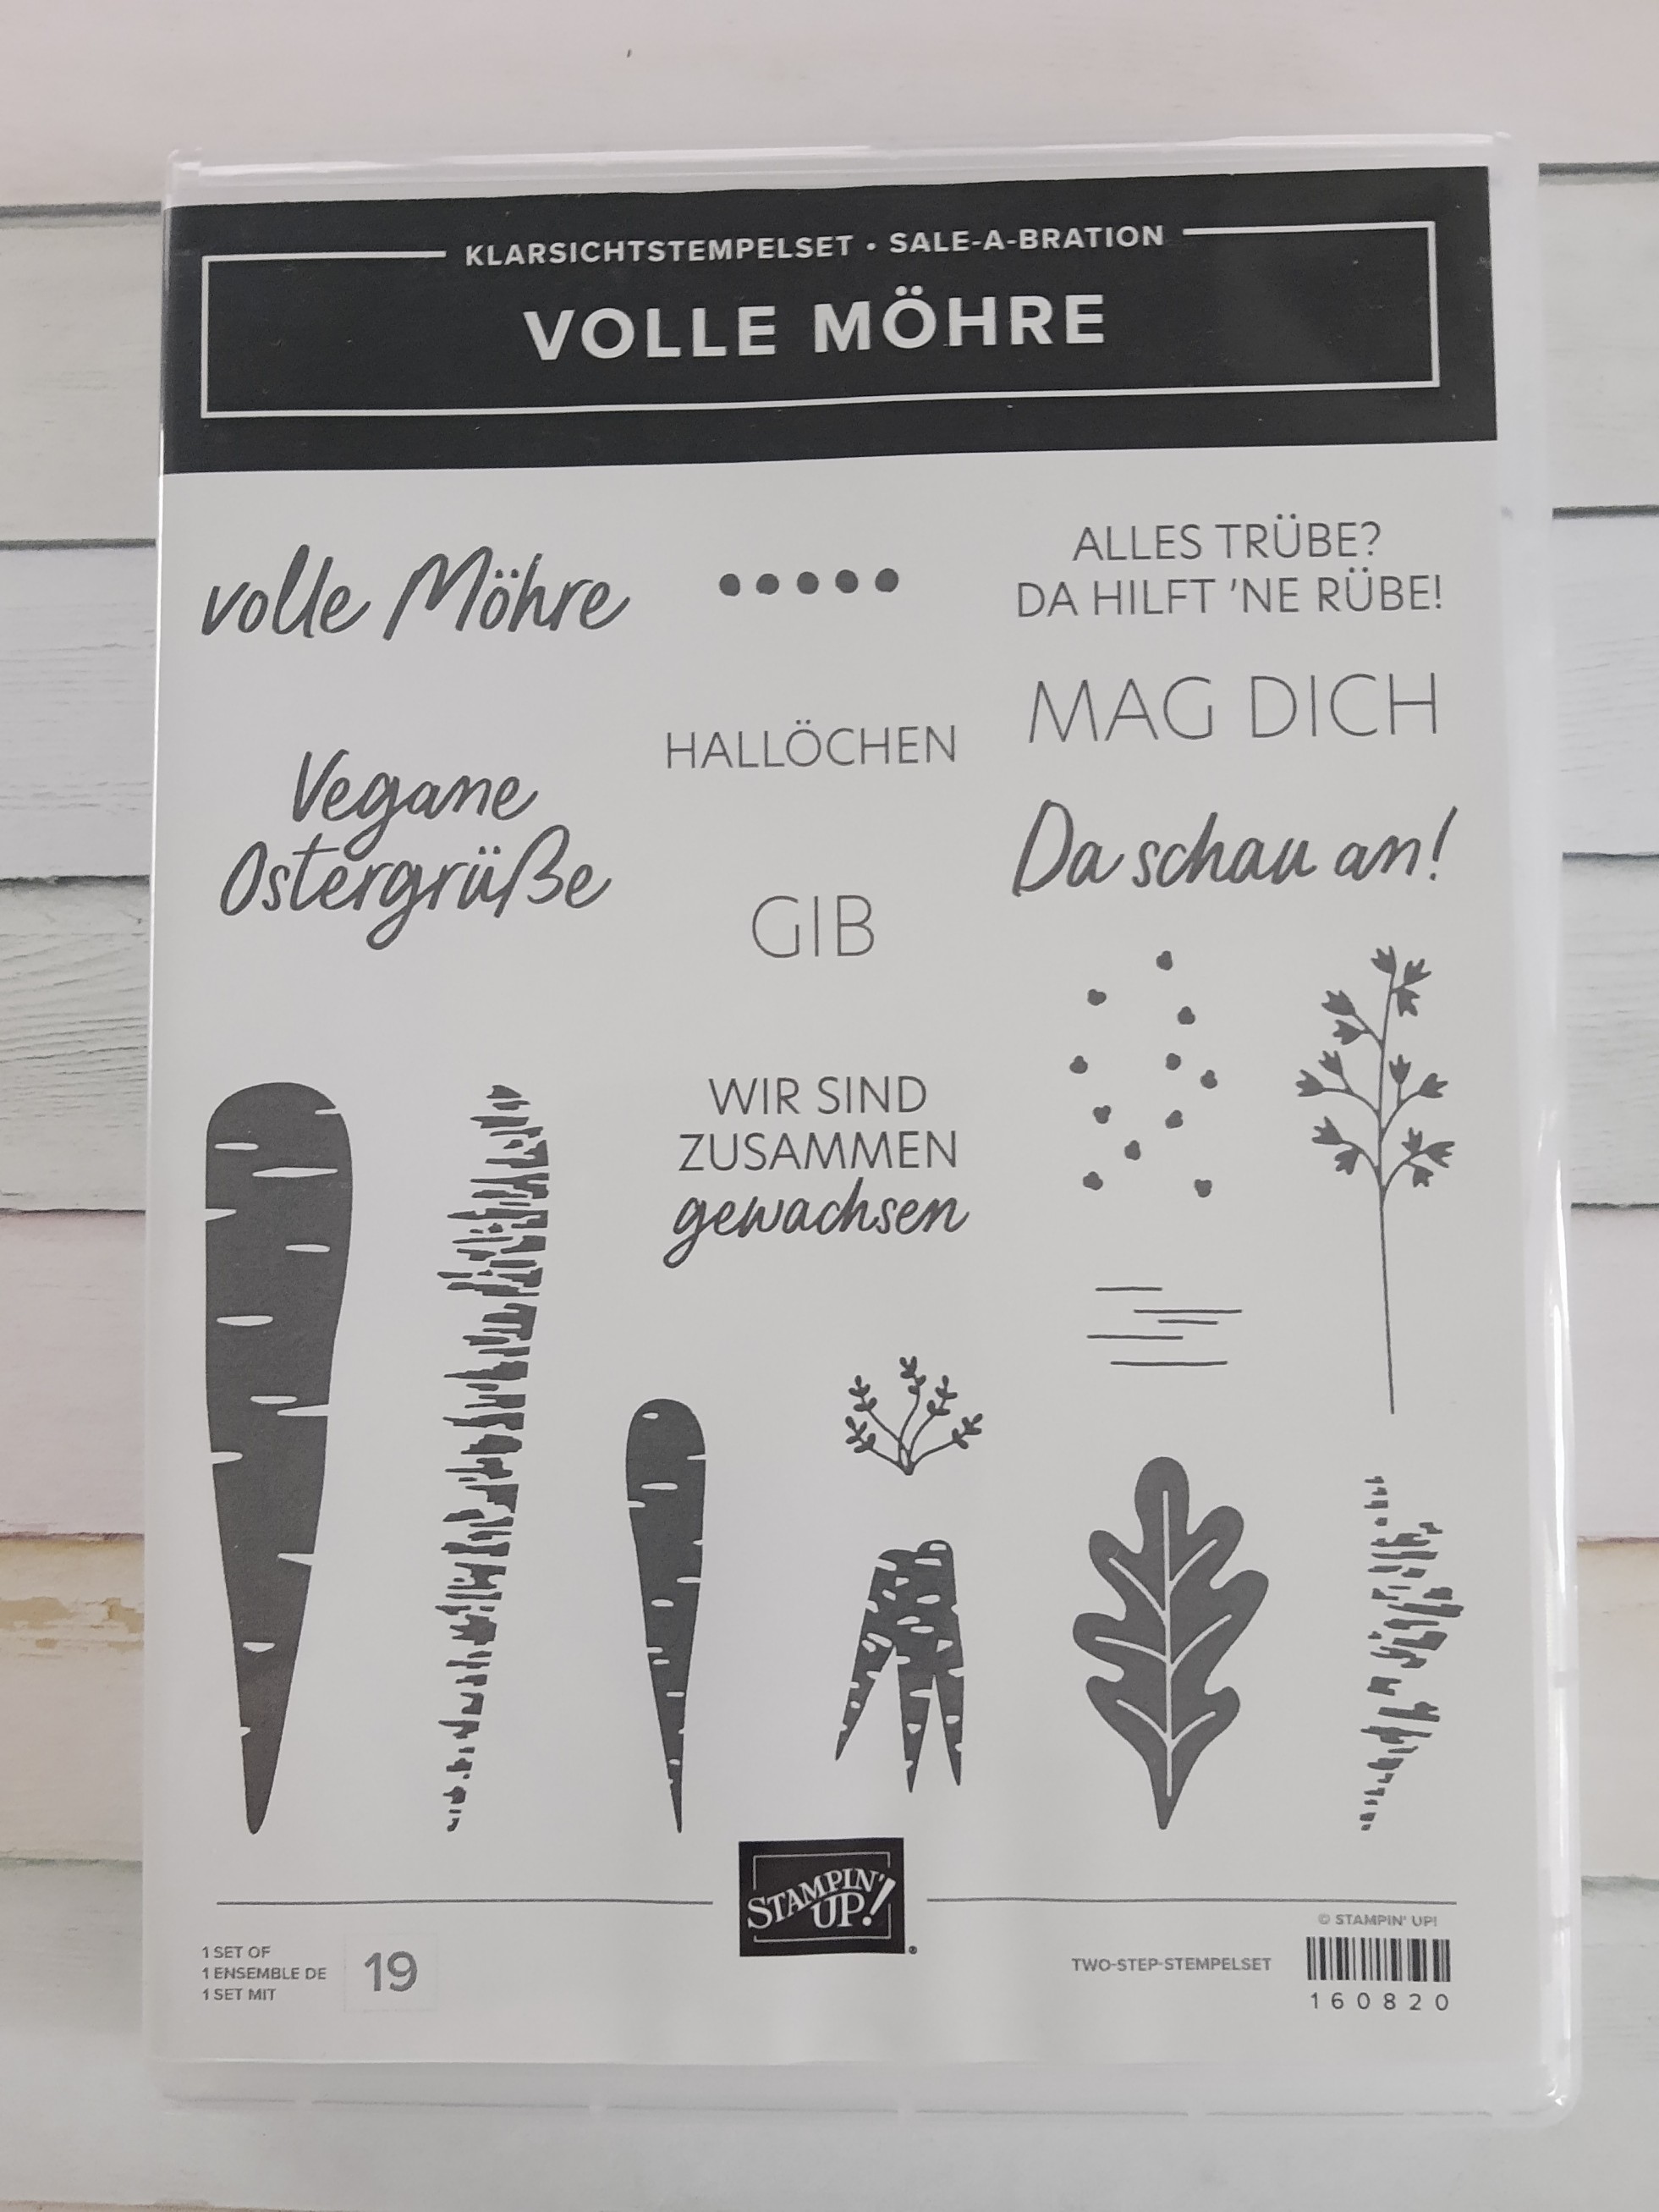 KLARSICHTSTEMPELSET • SALE-A-BRATION
VOLLE MÖHRE
volle Möhre
ALLES TRÜBE?
DA HILFT 'NE RÜBE!
MAG DICH
HALLÖCHEN
Vegane
Ostergrüße
Da schau an!
GIB
WIR SIND
ZUSAMMEN
gewachsen
STAMPIN'
UP!
®
© STAMPIN' UP!
1 SET OF
1 ENSEMBLE DE
1 SET MIT
19
TWO-STEP-STEMPELSET
160820